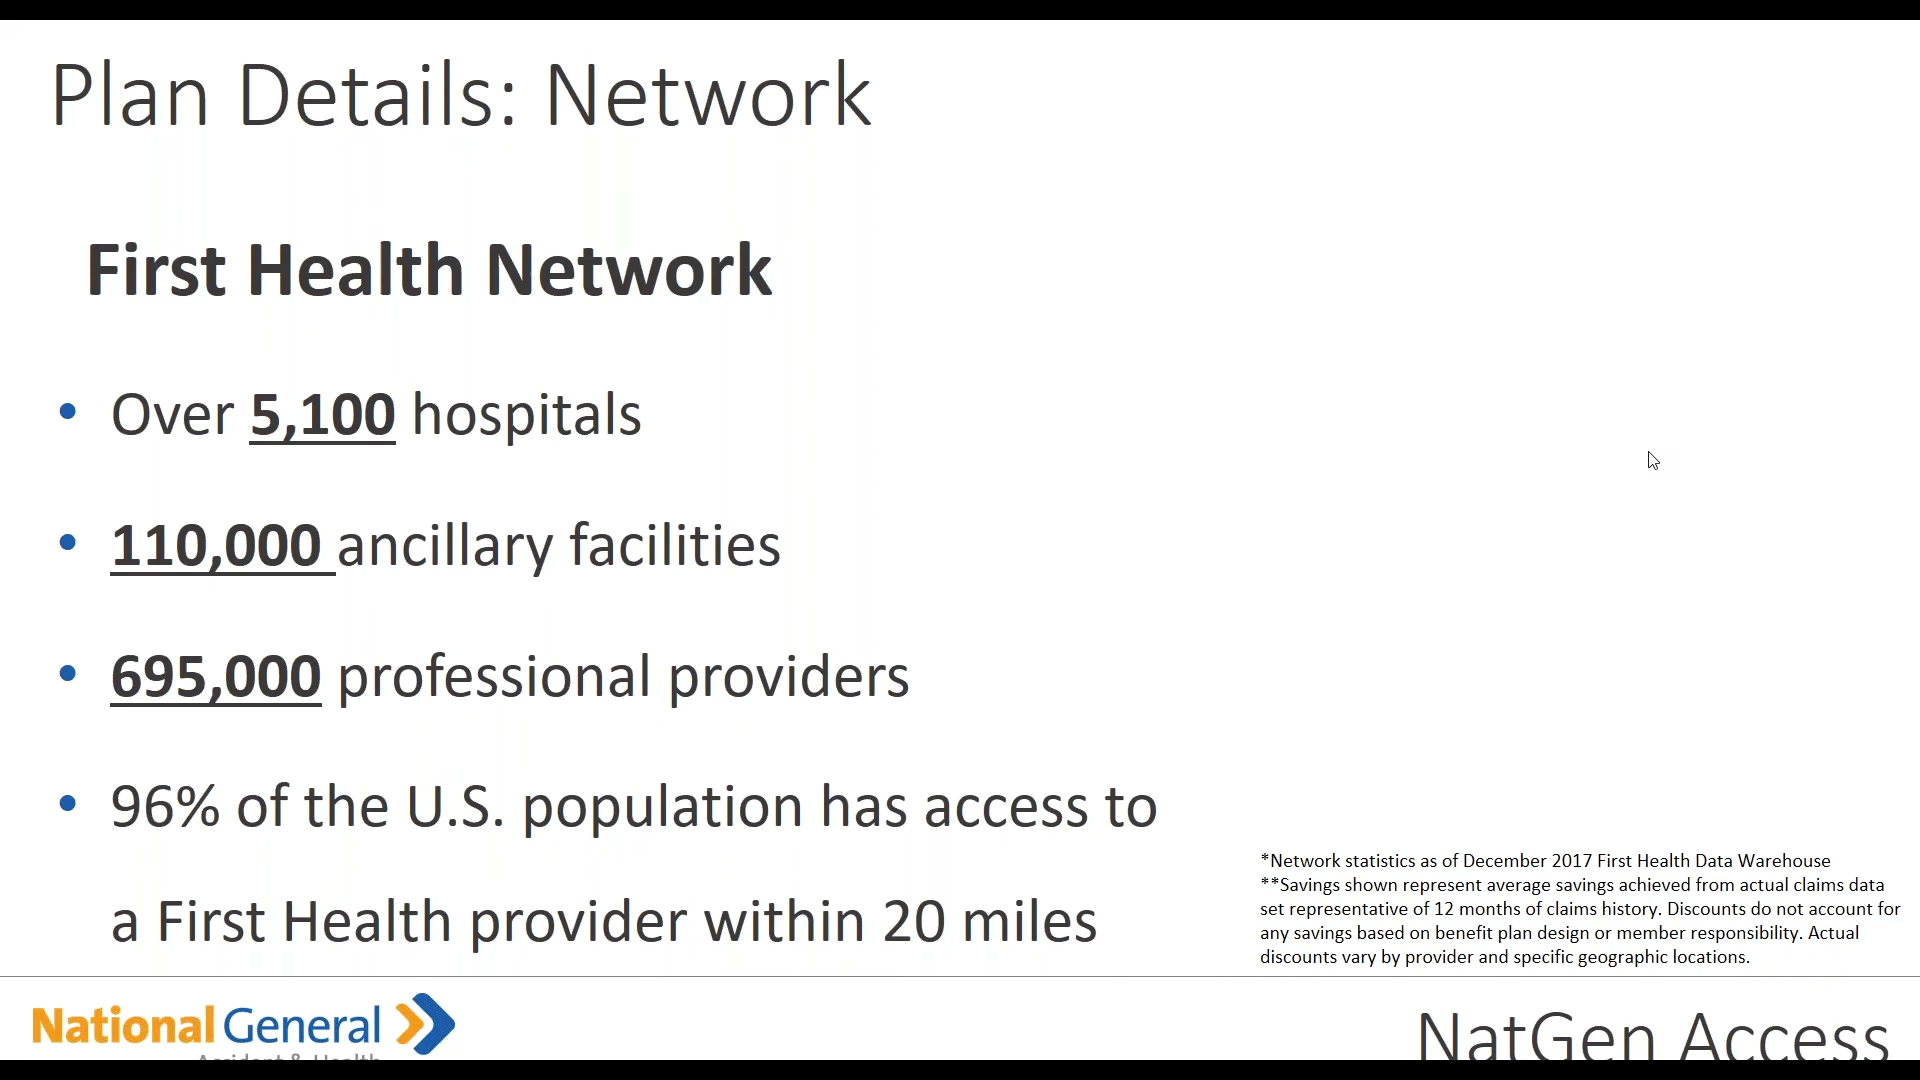 Plan Details: Network
First Health Network
• Over 5,100 hospitals
• 110,000 ancillary facilities
• 695,000 professional providers
• 96% of the U.S. population has access to
a First Health provider within 20 miles
*Network statistics as of December 2017 First Health Data Warehouse
**Savings shown represent average savings achieved from actual claims data
set representative of 12 months of claims history. Discounts do not account for
any savings based on benefit plan design or member responsibility. Actual
discounts vary by provider and specific geographic locations.
National General
Accident & Health
NatGen Access